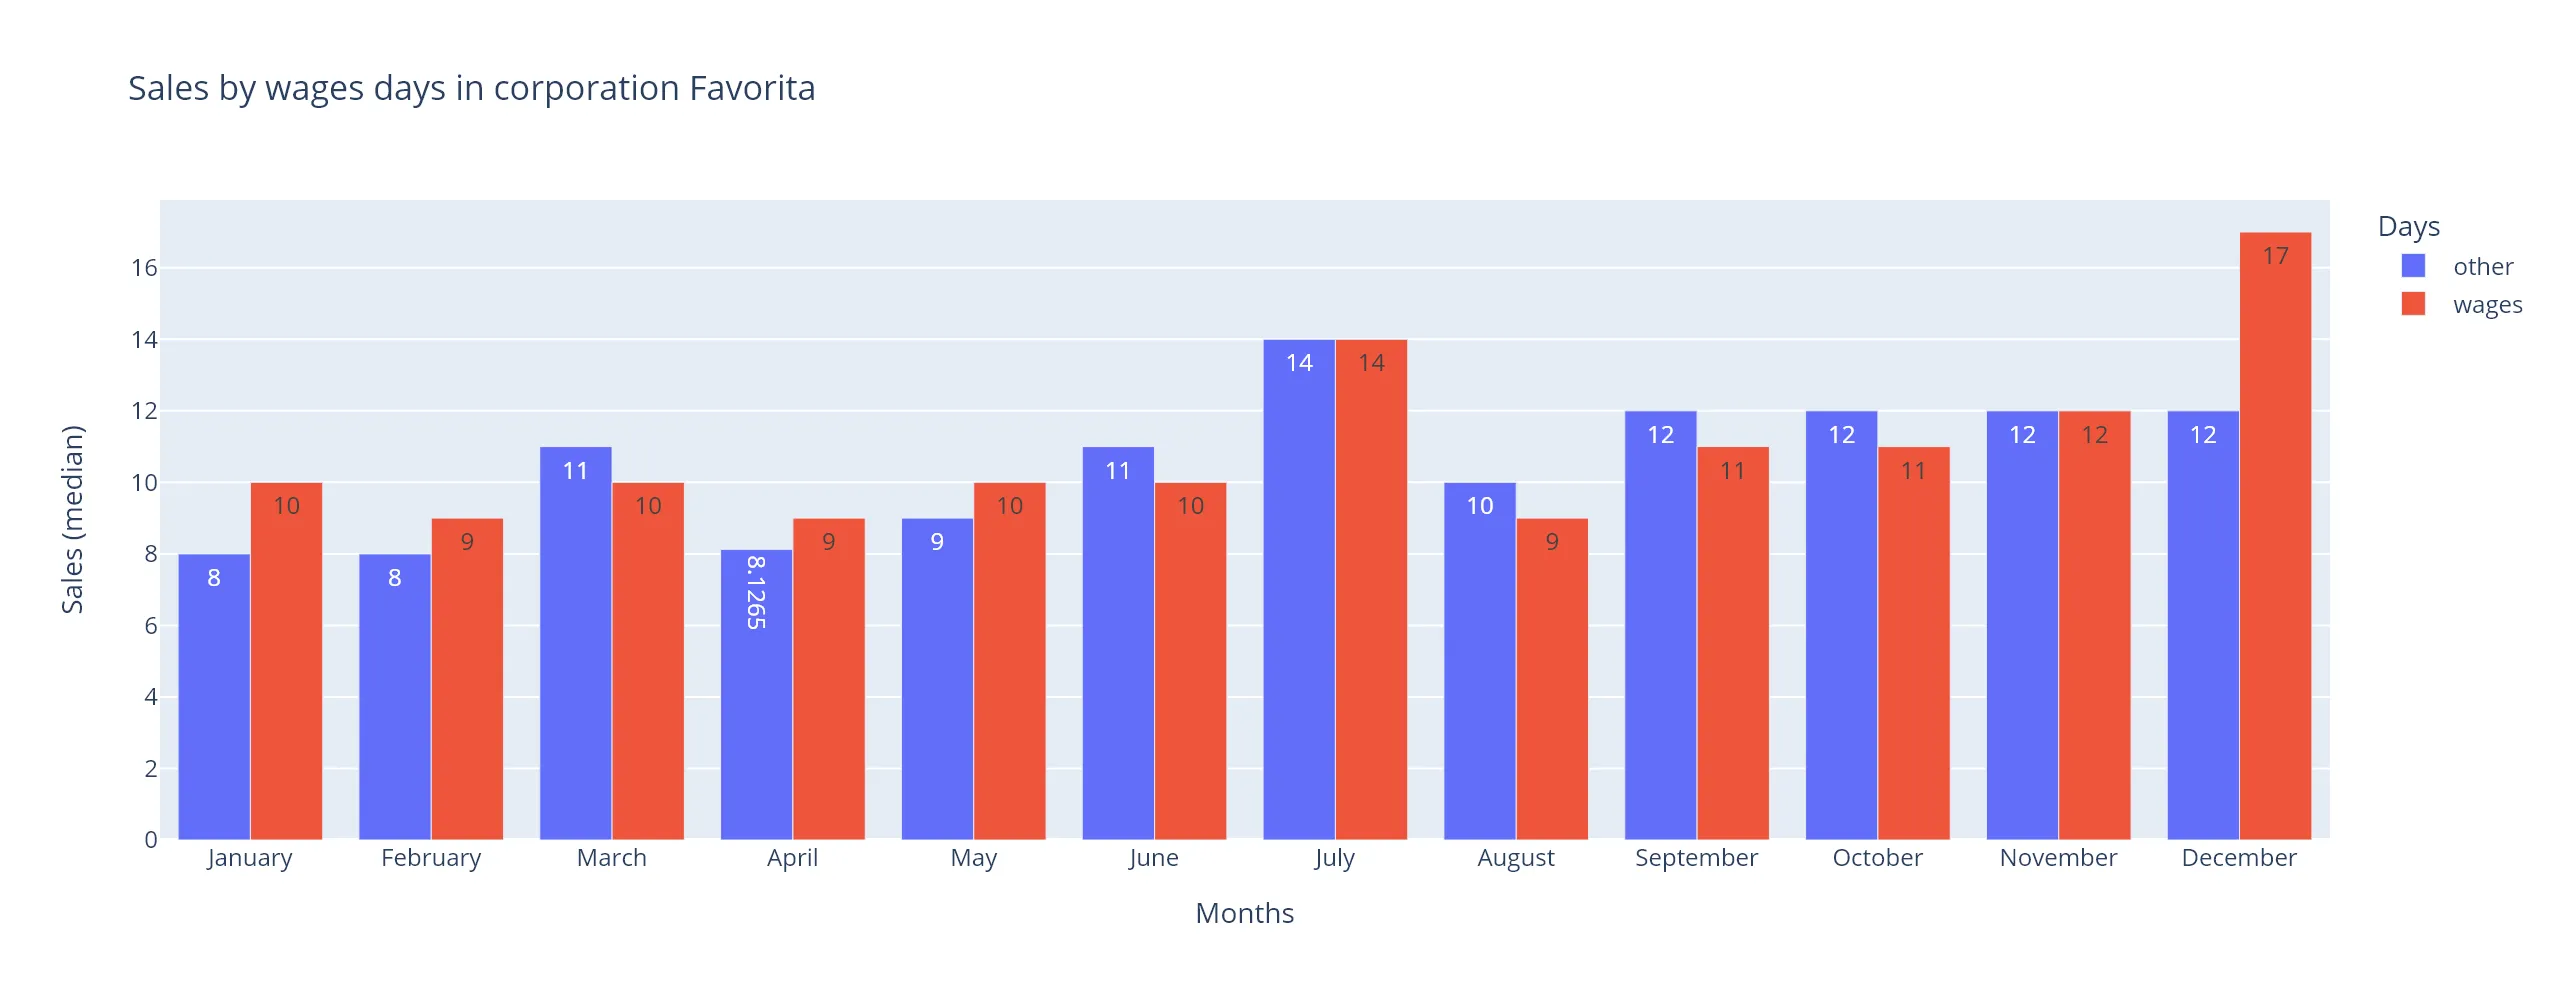 Sales by wages days in corporation Favorita
Days
other
wages
Sales (median)
16
14
12
10
8
6
4
2
0
8 10 8 9 11 10 8.1265 9 9 10 11 10 14 14 10 9 12 11 12 11 12 12 12 17
January February March April May June July August September October November December
Months